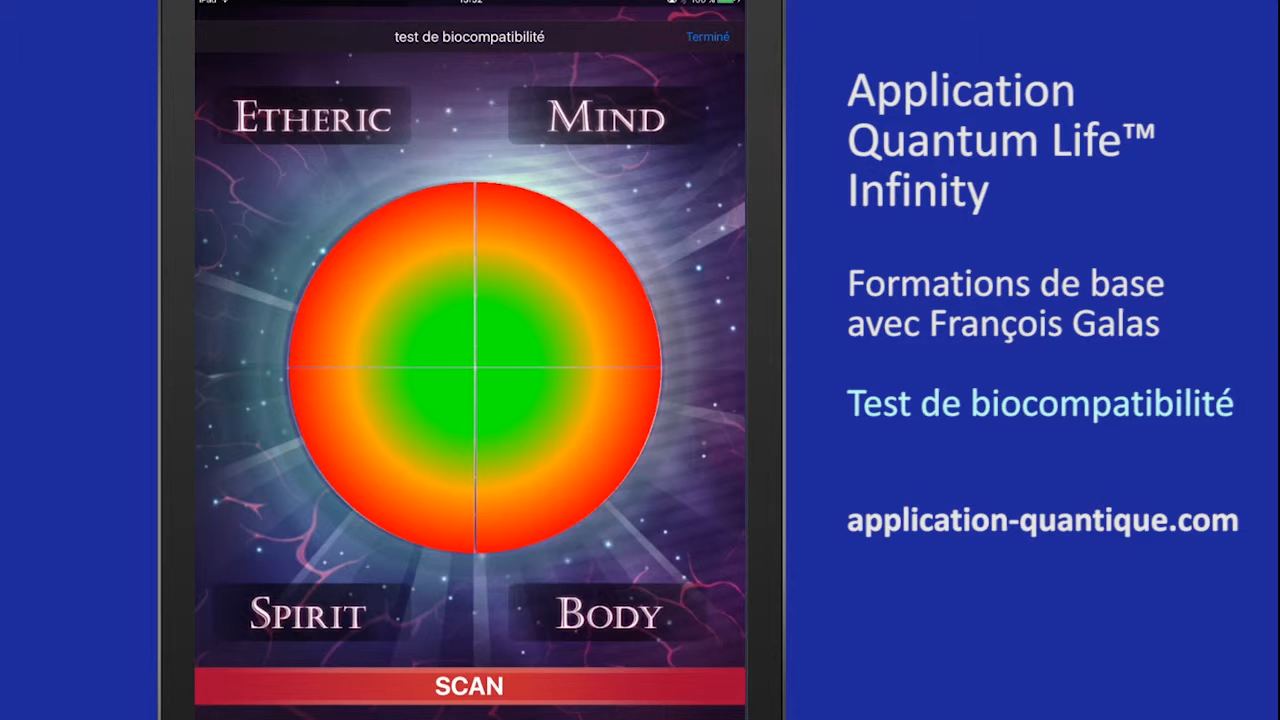 test de biocompatibilité
Terminé
ETHERIC
MIND
SPIRIT
BODY
SCAN
Application
Quantum Life™
Infinity
Formations de base
avec François Galas
Test de biocompatibilité
application-quantique.com